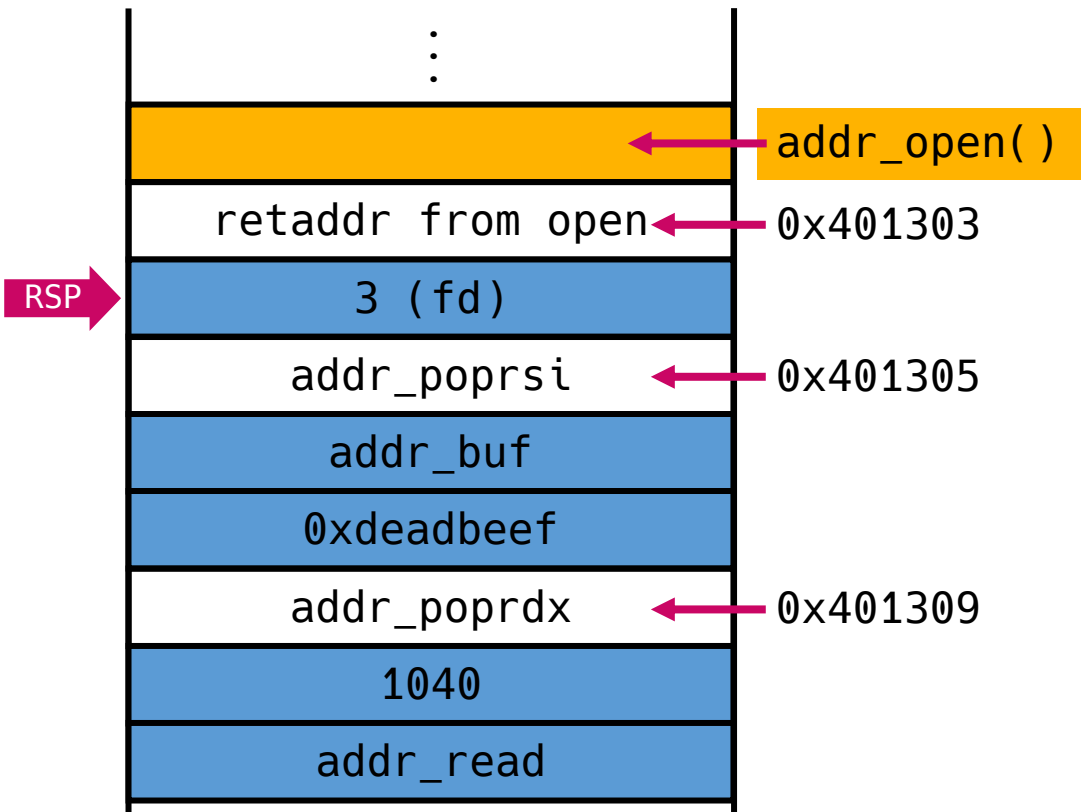 addr_open()
retaddr from open
0x401303
RSP
3 (fd)
addr_poprsi
0x401305
addr_buf
0xdeadbeef
addr_poprdx
0x401309
1040
addr_read